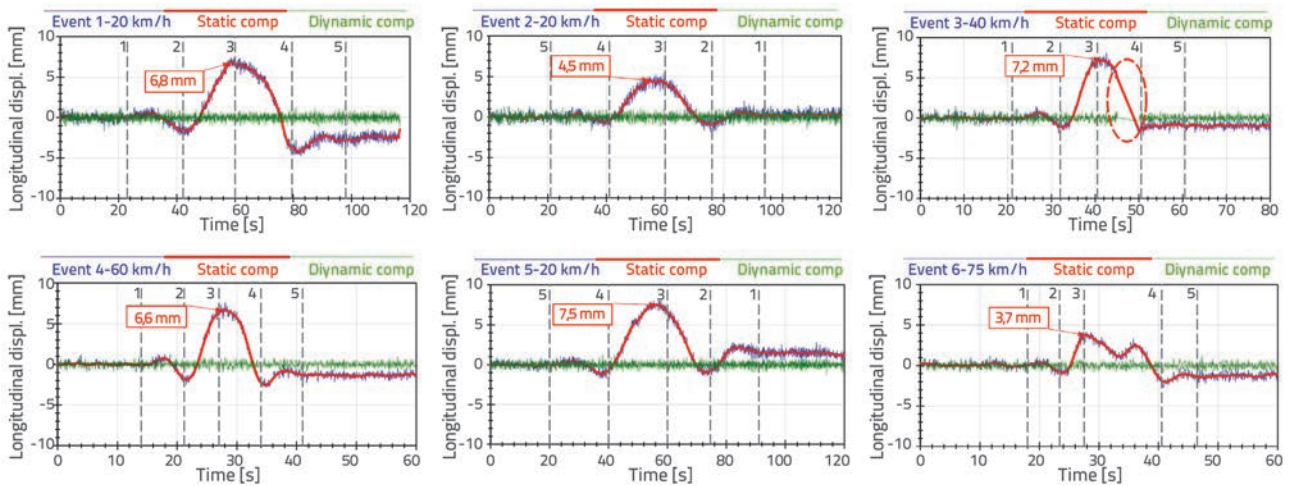 Event 1-20 km/h Static comp Diynamic comp
Longitudinal displ. [mm]
10
5
0
-5
-10
1 2 3 4 5
6,8 mm
0 20 40 60 80 100 120
Time [s]
Event 2-20 km/h Static comp Diynamic comp
Longitudinal displ. [mm]
10
5
0
-5
-10
5 4 3 2 1
4,5 mm
0 20 40 60 80 100 120
Time [s]
Event 3-40 km/h Static comp Diynamic comp
Longitudinal displ. [mm]
10
5
0
-5
-10
1 2 3 4 5
7,2 mm
0 10 20 30 40 50 60 70 80
Time [s]
Event 4-60 km/h Static comp Diynamic comp
Longitudinal displ. [mm]
10
5
0
-5
-10
1 2 3 4 5
6,6 mm
0 10 20 30 40 50 60
Time [s]
Event 5-20 km/h Static comp Diynamic comp
Longitudinal displ. [mm]
10
5
0
-5
-10
5 4 3 2 1
7,5 mm
0 20 40 60 80 100 120
Time [s]
Event 6-75 km/h Static comp Diynamic comp
Longitudinal displ. [mm]
10
5
0
-5
-10
1 2 3 4 5
3,7 mm
0 10 20 30 40 50 60
Time [s]